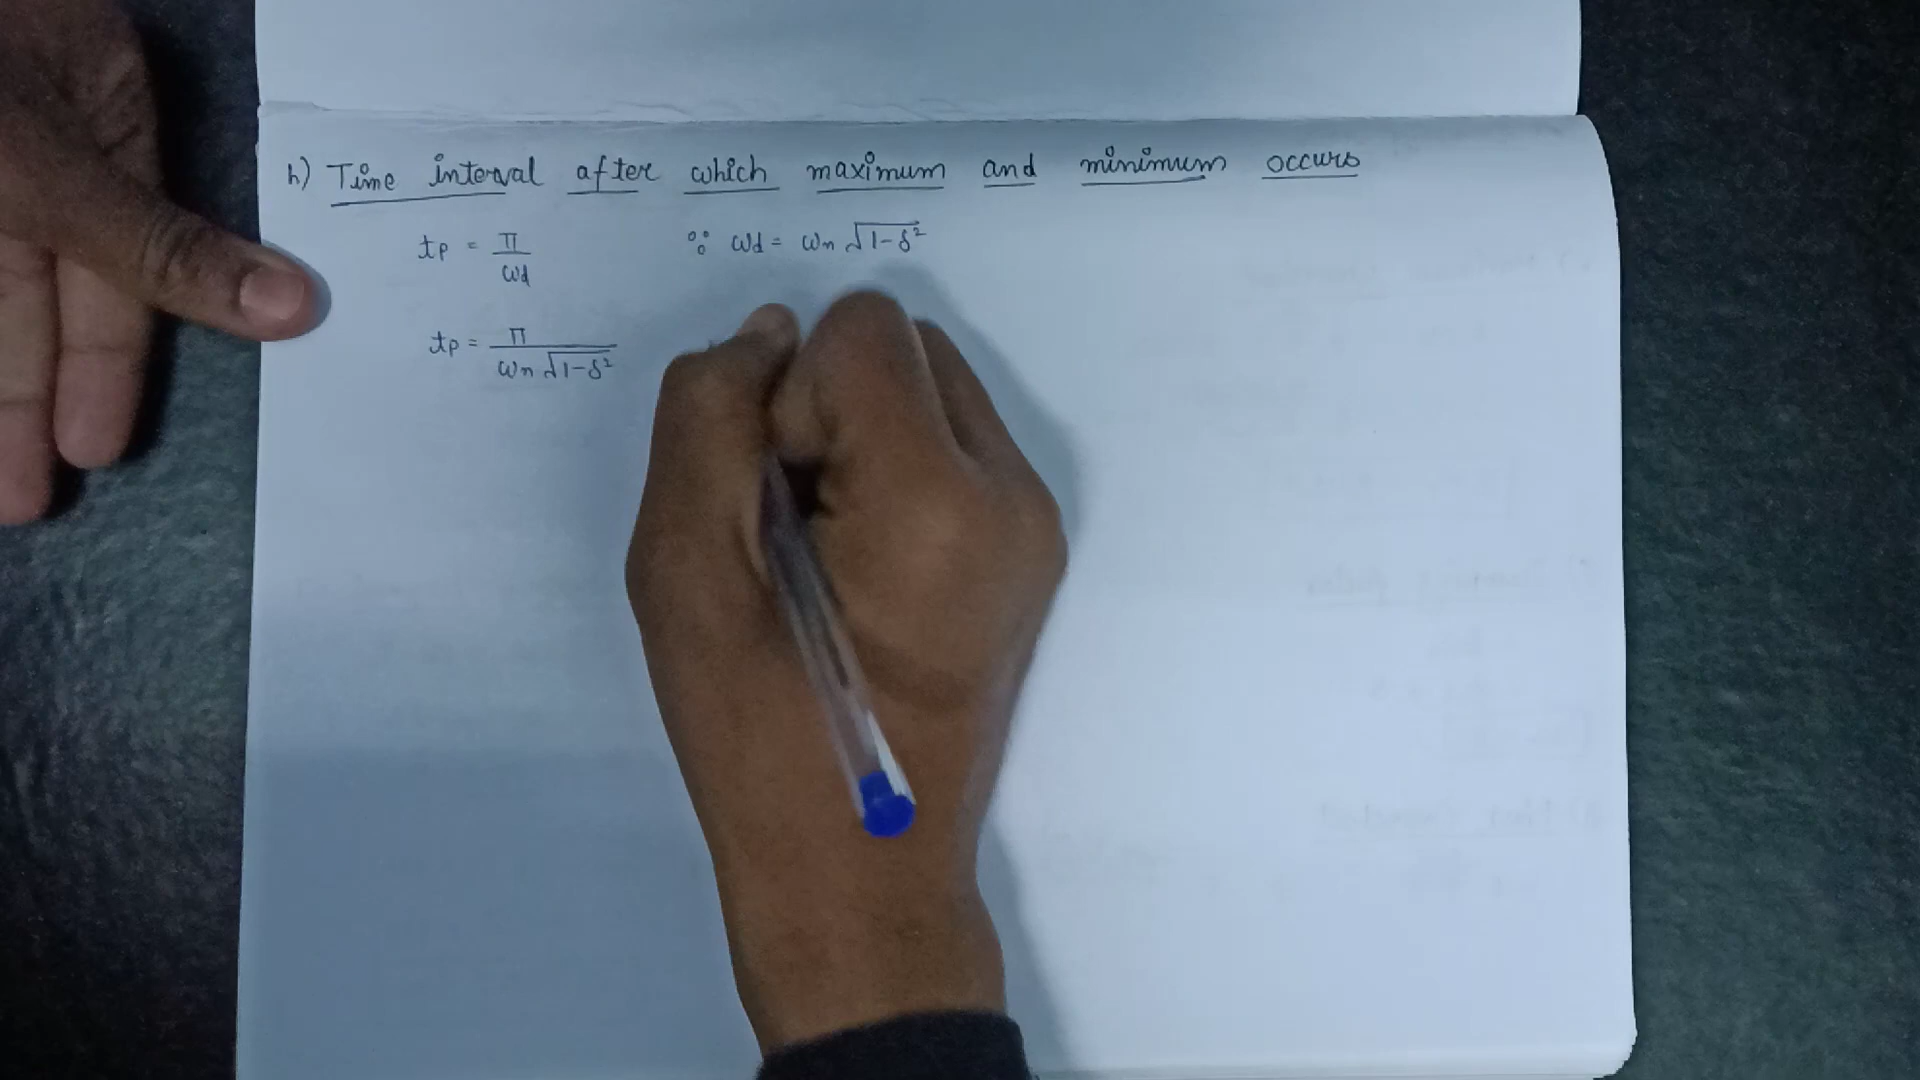 h) Time interval after which maximum and minimum occurs
tp = π/ωd ∵ ωd = ωn √1-δ²
tp = π/ωn √1-δ²